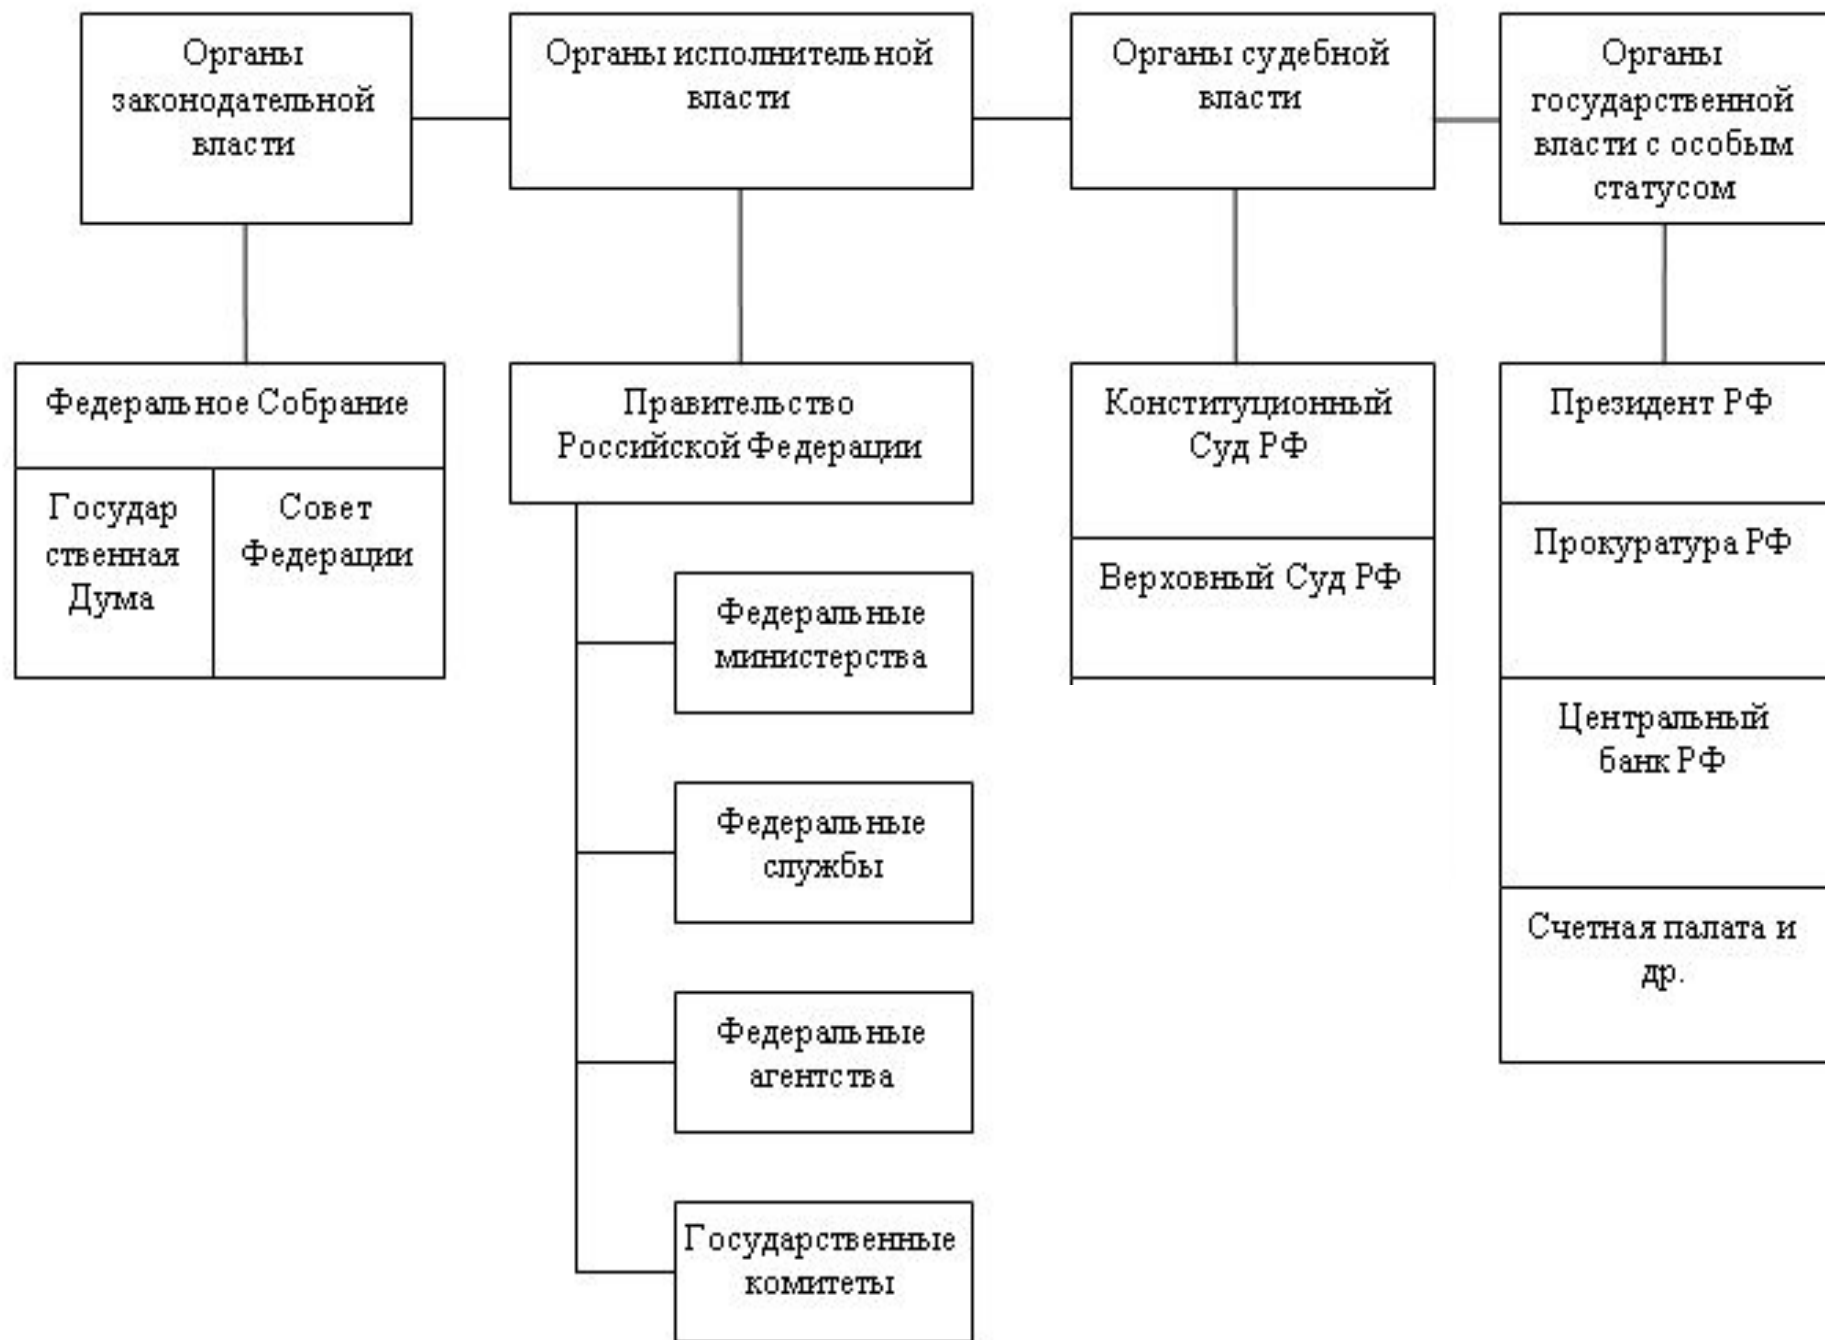 Органы
законодательной
власти
Органы исполнительной
власти
Органы судебной
власти
Органы
государственной
власти с особым
статусом
Федеральное Собрание
Государ
ственная
Дума
Совет
Федерации
Правительство
Российской Федерации
Федеральные
министерства
Федеральные
службы
Федеральные
агентства
Государственные
комитеты
Конституционный
Суд РФ
Верховный Суд РФ
Президент РФ
Прокуратура РФ
Центральный
банк РФ
Счетная палата и
др.